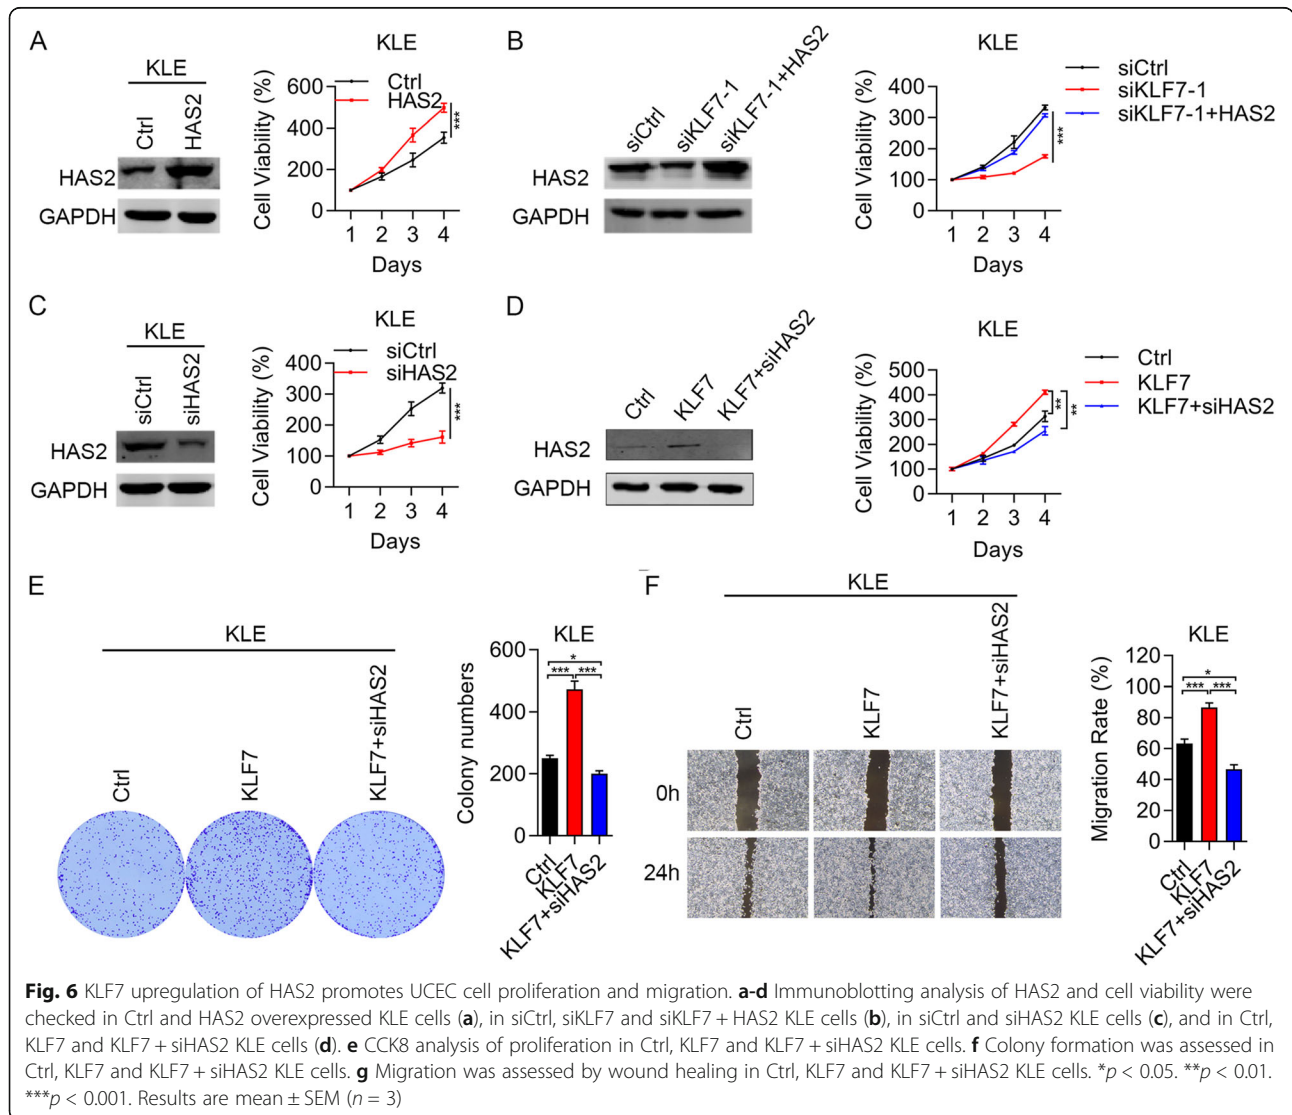 A
KLE
Ctrl
HAS2
HAS2
GAPDH
KLE
Ctrl
HAS2
Cell Viability (%)
600
400
200
0
***
1 2 3 4
Days
B
siCtrl
siKLF7-1
siKLF7-1+HAS2
HAS2
GAPDH
KLE
siCtrl
siKLF7-1
siKLF7-1+HAS2
Cell Viability (%)
400
300
200
100
0
***
1 2 3 4
Days
C
KLE
siCtrl
siHAS2
HAS2
GAPDH
KLE
siCtrl
siHAS2
Cell Viability (%)
400
300
200
100
0
***
1 2 3 4
Days
D
Ctrl
KLF7
KLF7+siHAS2
HAS2
GAPDH
KLE
Ctrl
KLF7
KLF7+siHAS2
Cell Viability (%)
500
400
300
200
100
0
**
**
1 2 3 4
Days
E
KLE
Ctrl
KLF7
KLF7+siHAS2
KLE
Colony numbers
600
400
200
0
*
*** ***
Ctrl
KLF7
KLF7+siHAS2
F
KLE
Ctrl
KLF7
KLF7+siHAS2
0h
24h
KLE
Migration Rate (%)
120
100
80
60
40
20
0
*
*** ***
Ctrl
KLF7
KLF7+siHAS2
Fig. 6 KLF7 upregulation of HAS2 promotes UCEC cell proliferation and migration. a-d Immunoblotting analysis of HAS2 and cell viability were
checked in Ctrl and HAS2 overexpressed KLE cells (a), in siCtrl, siKLF7 and siKLF7 + HAS2 KLE cells (b), in siCtrl and siHAS2 KLE cells (c), and in Ctrl,
KLF7 and KLF7 + siHAS2 KLE cells (d). e CCK8 analysis of proliferation in Ctrl, KLF7 and KLF7 + siHAS2 KLE cells. f Colony formation was assessed in
Ctrl, KLF7 and KLF7 + siHAS2 KLE cells. g Migration was assessed by wound healing in Ctrl, KLF7 and KLF7 + siHAS2 KLE cells. *p < 0.05. **p < 0.01.
***p < 0.001. Results are mean ± SEM (n = 3)